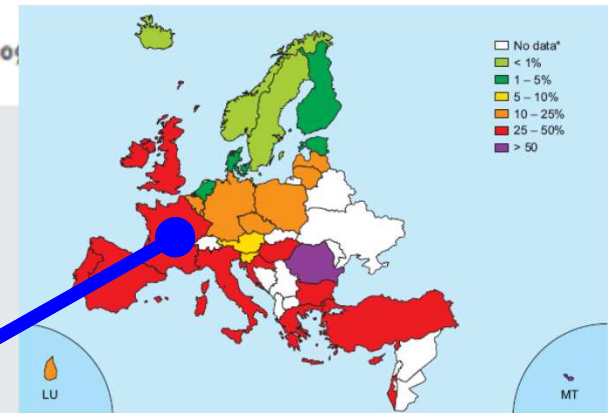 No data*
< 1%
1 – 5%
5 – 10%
10 – 25%
25 – 50%
> 50
LU
MT